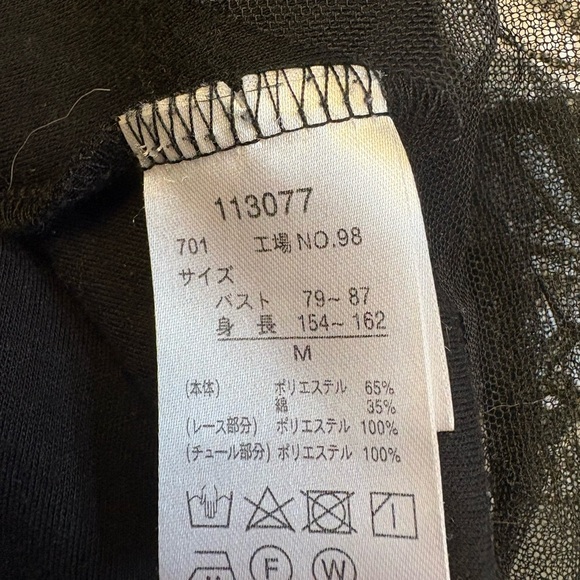 113077
701 工場NO.98
サイズ
バスト 79~ 87
身 長 154~ 162
M
(本体) ポリエステル 65%
綿 35%
(レース部分) ポリエステル 100%
(チュール部分) ポリエステル 100%
F W